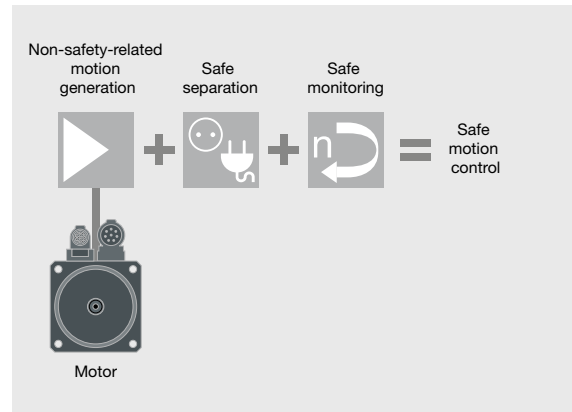 Non-safety-related
motion
generation
Safe
separation
Safe
monitoring
n
Safe
motion
control
Motor